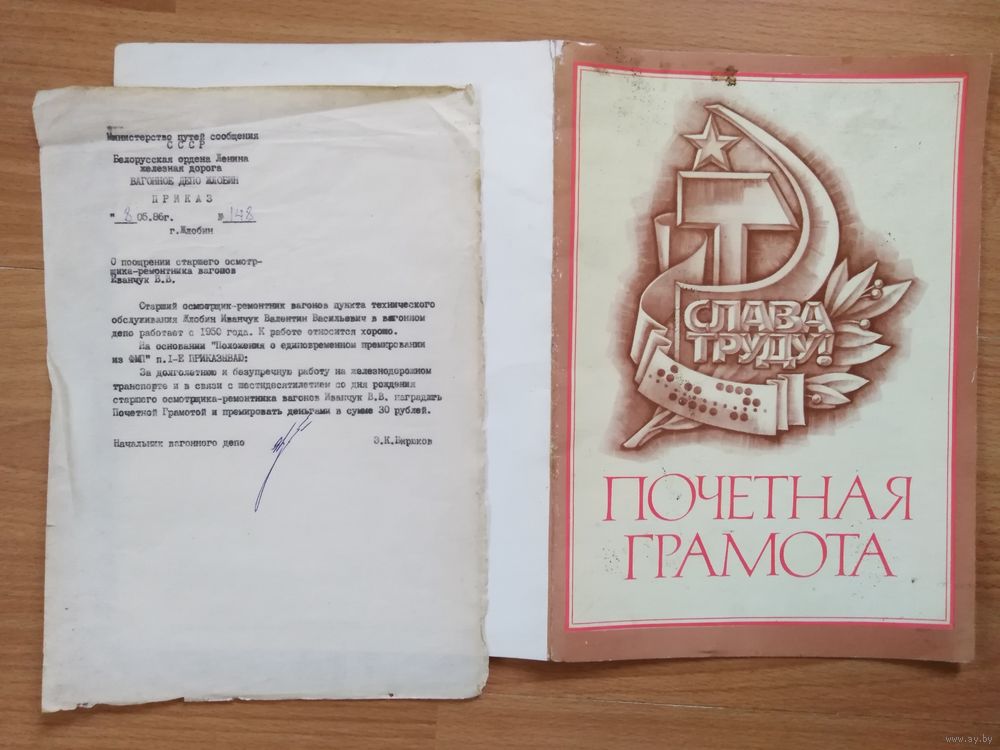 Министерство путей сообщения
СССР
Белорусская ордена Ленина
железная дорога
ВАГОННОЕ ДЕПО ЖЛОБИН
ПРИКАЗ
"8 05.86г. № 148
г.Жлобин
О поощрении старшего осмотр-
щика-ремонтника вагонов
Иванчук В.В.
Старший осмотрщик-ремонтник вагонов пункта технического
обслуживания Жлобин Иванчук Валентин Васильевич в вагонном
депо работает с 1950 года. К работе относится хорошо.
На основании "Положения о единовременном премировании
из ФМП" п.I-Е ПРИКАЗЫВАЮ:
За долголетнюю и безупречную работу на железнодорожном
транспорте и в связи с шестидесятилетием со дня рождения
старшего осмотрщика-ремонтника вагонов Иванчук В.В. наградить
Почетной Грамотой и премировать деньгами в сумме 30 рублей.
Начальник вагонного депо Э.К.Бирюков
СЛАВА
ТРУДУ!
ПОЧЕТНАЯ
ГРАМОТА
www.ay.by